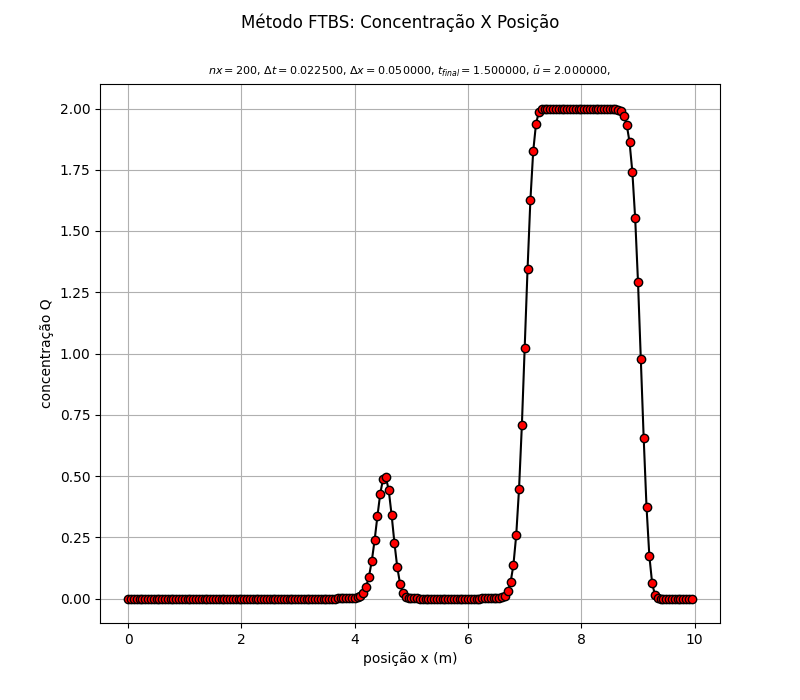 Método FTBS: Concentração X Posição
nx = 200, Δt = 0.022500, Δx = 0.050000, t_final = 1.500000, ū = 2.000000,
2.00
1.75
1.50
1.25
1.00
0.75
0.50
0.25
0.00
concentração Q
0 2 4 6 8 10
posição x (m)